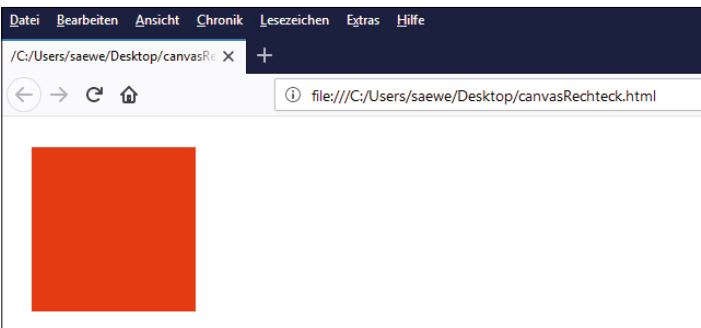 Datei Bearbeiten Ansicht Chronik Lesezeichen Extras Hilfe
/C:/Users/saewe/Desktop/canvasRe
file:///C:/Users/saewe/Desktop/canvasRechteck.html